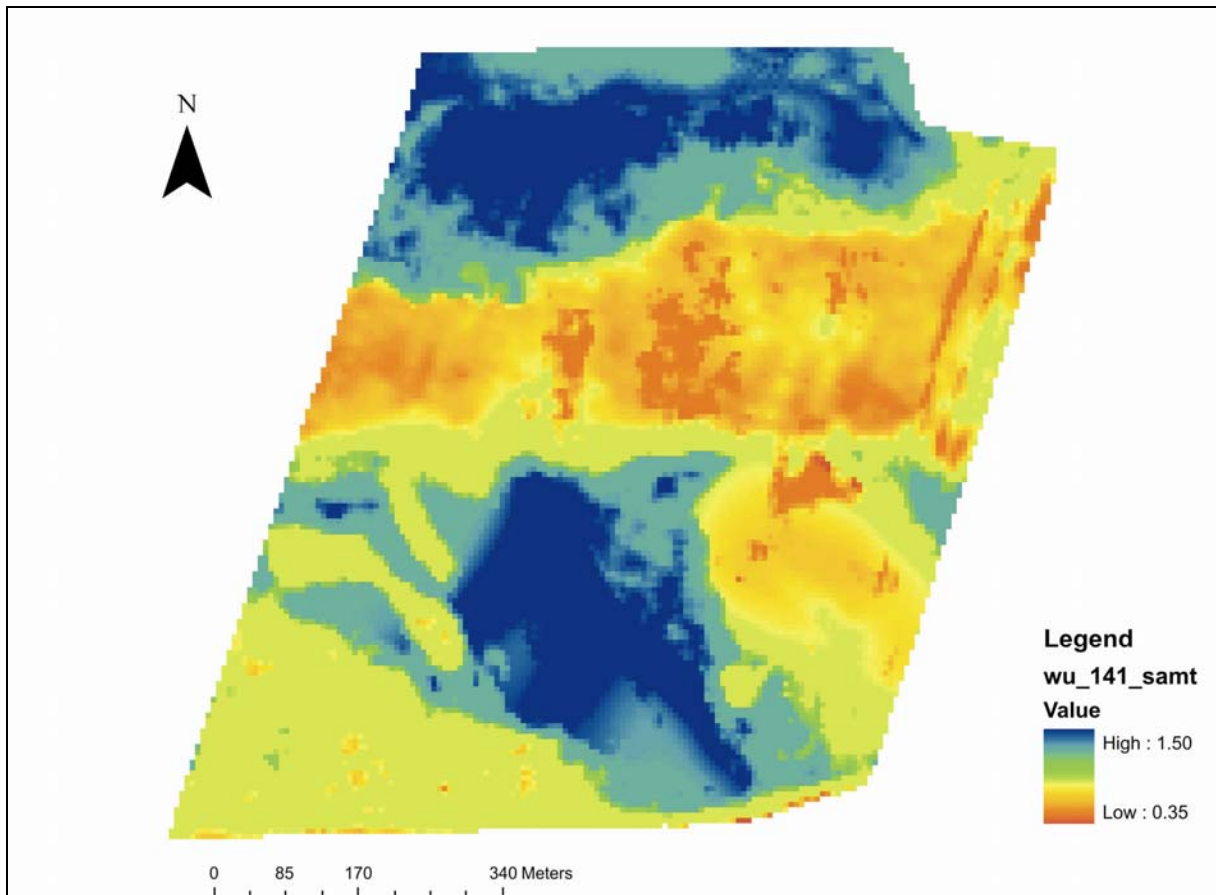 N
Legend
wu_141_samt
Value
High : 1.50
Low : 0.35
0 85 170 340 Meters